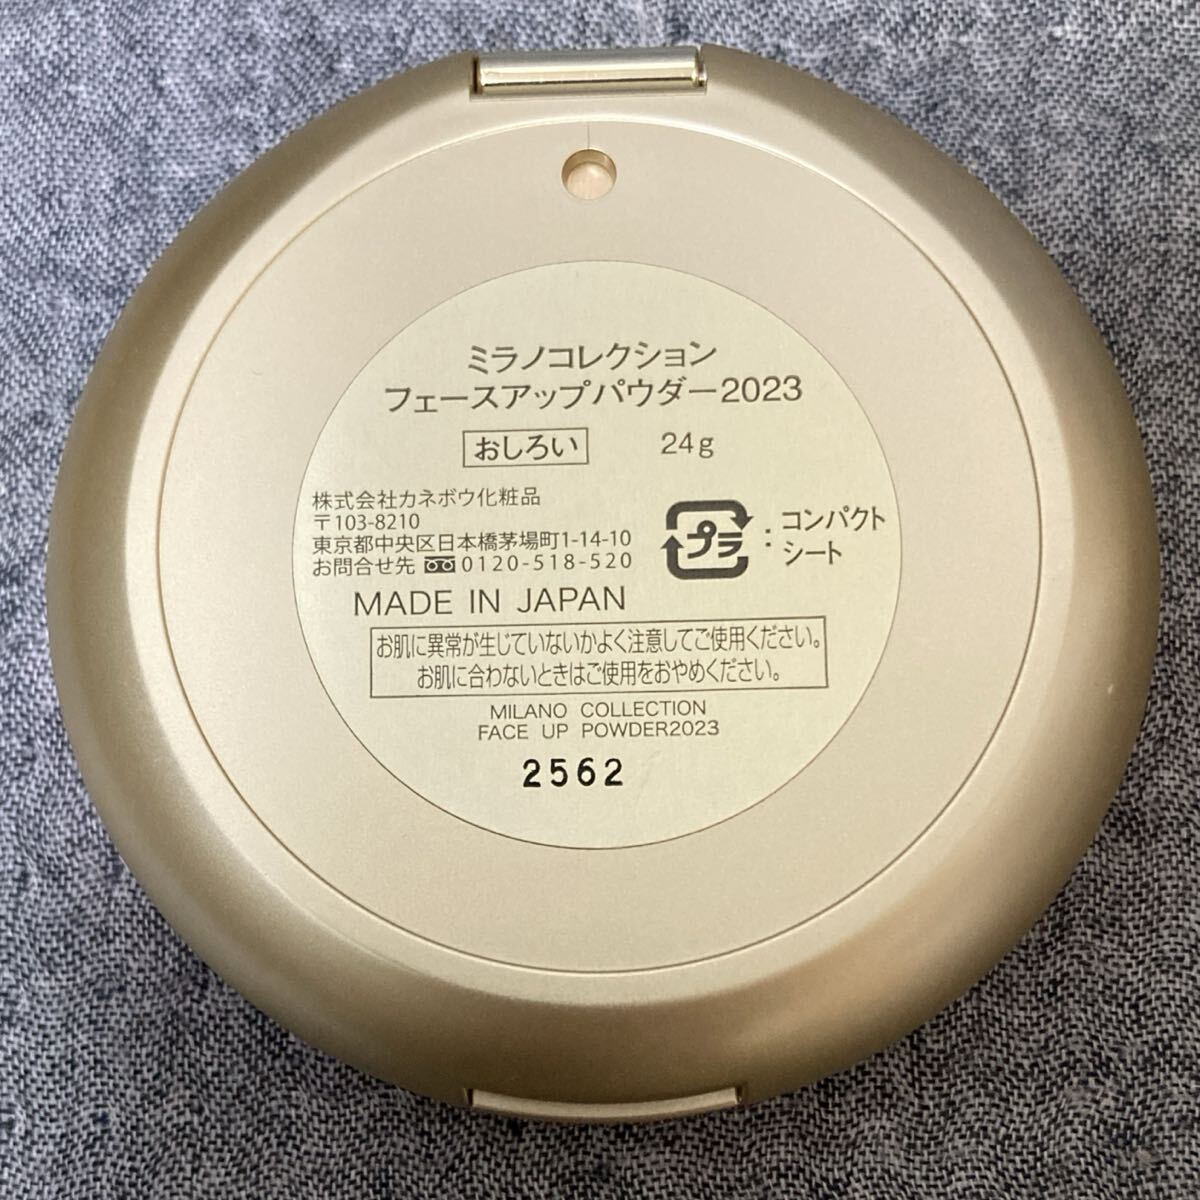 ミラノコレクション
フェースアップパウダー2023
おしろい 24g
株式会社カネボウ化粧品
〒103-8210
東京都中央区日本橋茅場町1-14-10
お問合せ先 0120-518-520
プラ : コンパクト
シート
MADE IN JAPAN
お肌に異常が生じていないかよく注意してご使用ください。
お肌に合わないときはご使用をおやめください。
MILANO COLLECTION
FACE UP POWDER2023
2562